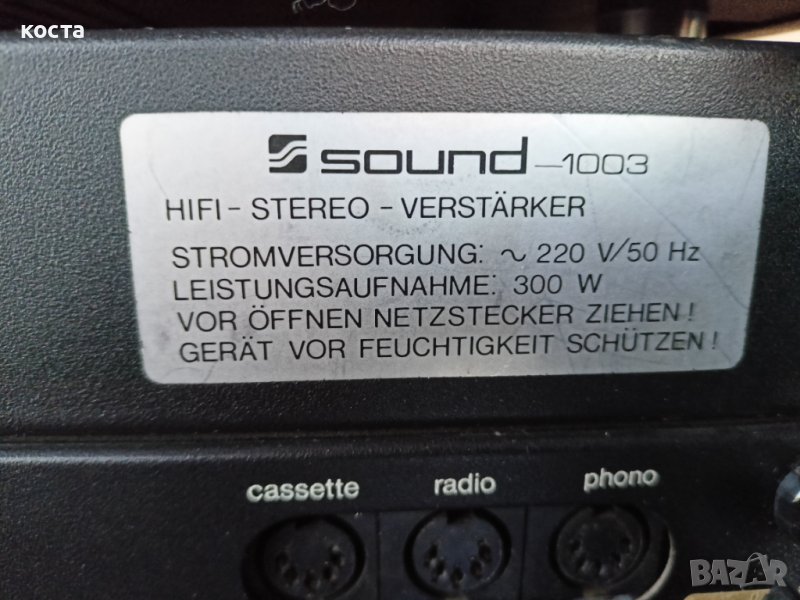 коста
sound-1003
HIFI - STEREO - VERSTÄRKER
STROMVERSORGUNG: ~ 220 V/50 Hz
LEISTUNGSAUFNAHME: 300 W
VOR ÖFFNEN NETZSTECKER ZIEHEN!
GERÄT VOR FEUCHTIGKEIT SCHÜTZEN!
cassette radio phono
BAZAR